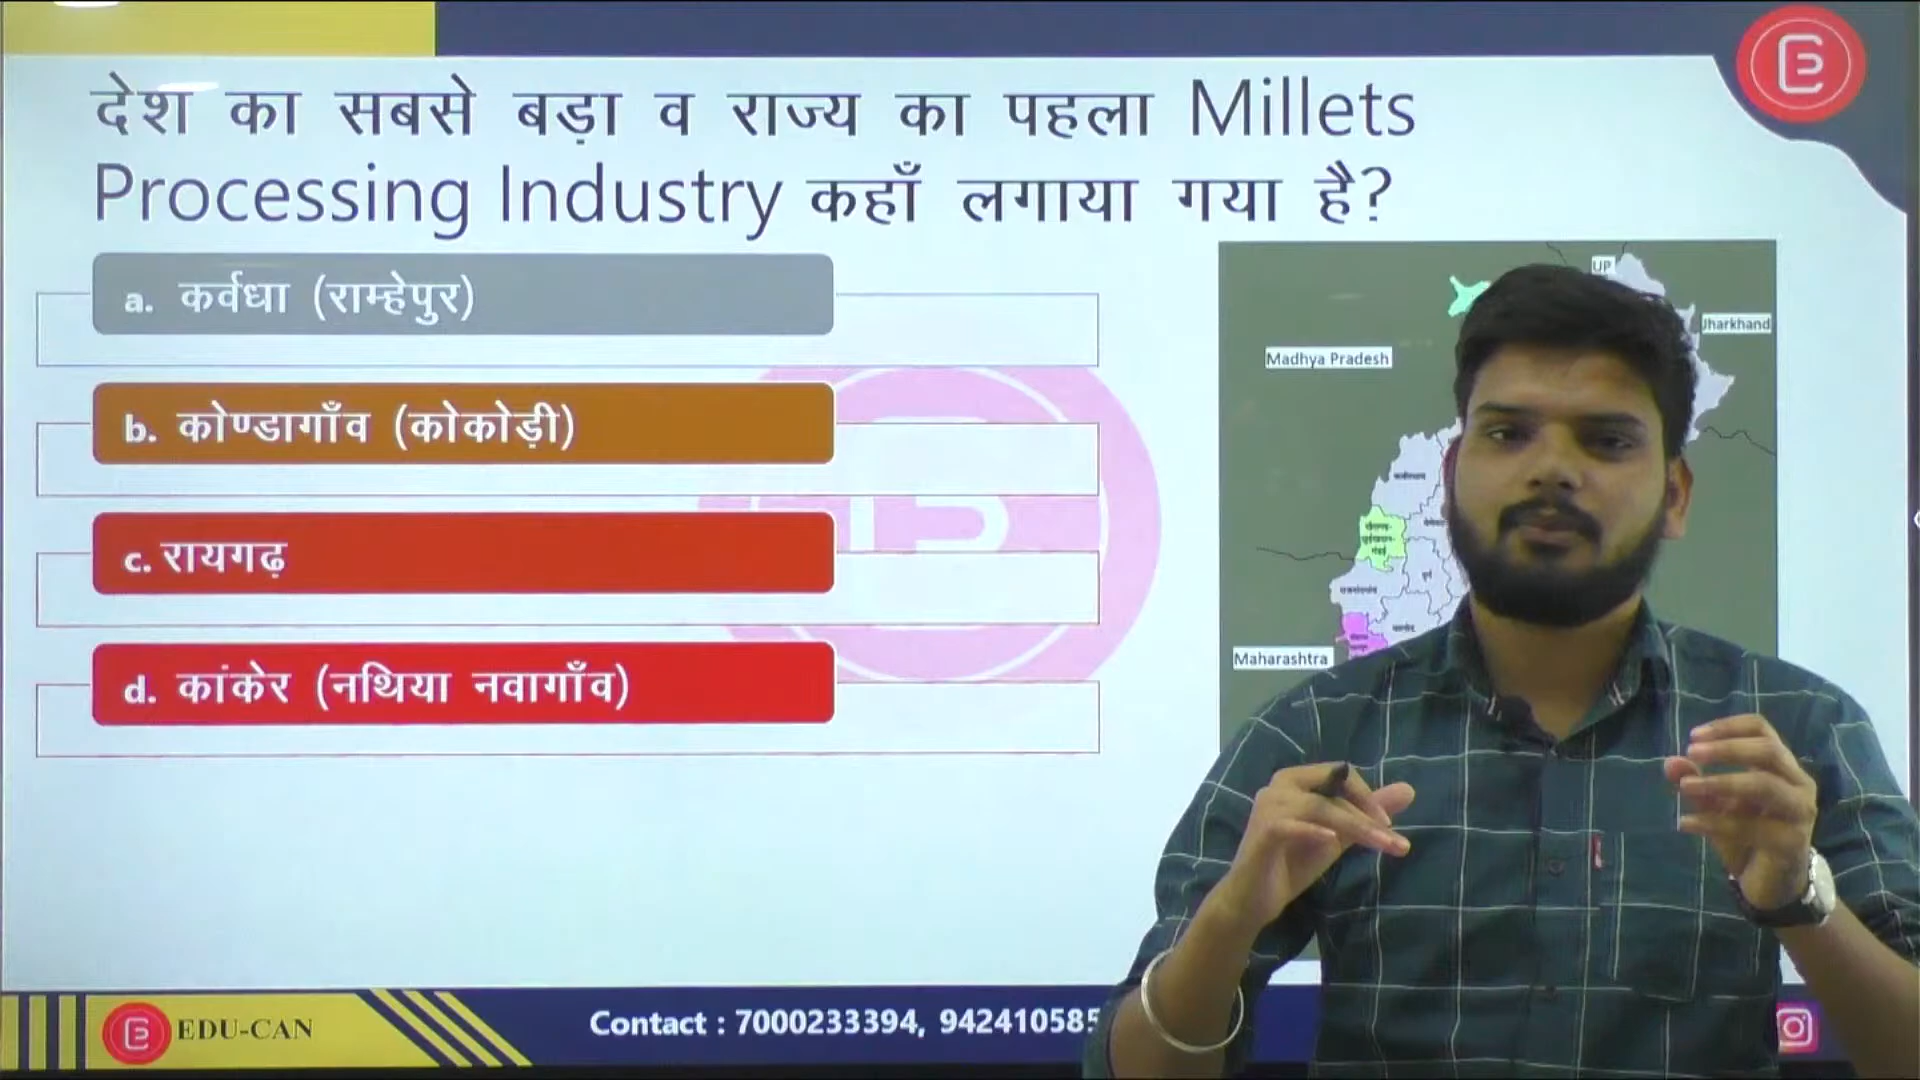 देश का सबसे बड़ा व राज्य का पहला Millets
Processing Industry कहाँ लगाया गया है?
a. कर्वधा (राम्हेपुर)
b. कोण्डागाँव (कोकोड़ी)
c. रायगढ़
d. कांकेर (नथिया नवागाँव)
UP
Jharkhand
Madhya Pradesh
Maharashtra
EDU-CAN
Contact : 7000233394, 942410585